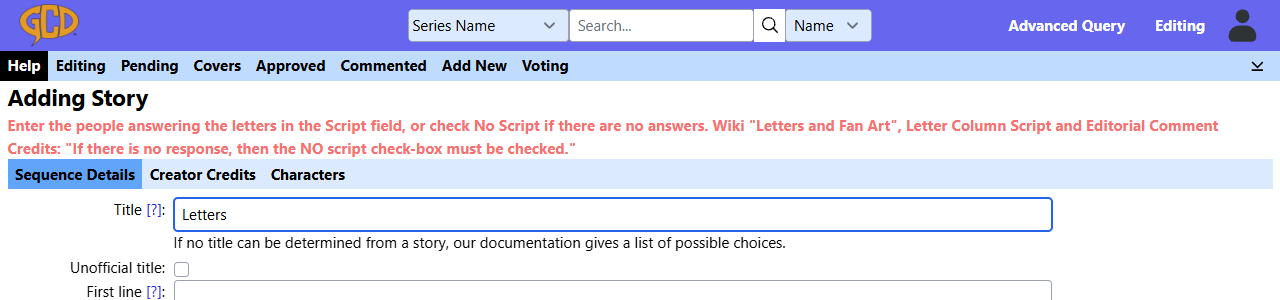 GCD
Series Name Search... Name Advanced Query Editing
Help Editing Pending Covers Approved Commented Add New Voting
Adding Story
Enter the people answering the letters in the Script field, or check No Script if there are no answers. Wiki "Letters and Fan Art", Letter Column Script and Editorial Comment
Credits: "If there is no response, then the NO script check-box must be checked."
Sequence Details Creator Credits Characters
Title [?]: Letters
If no title can be determined from a story, our documentation gives a list of possible choices.
Unofficial title:
First line [?]: